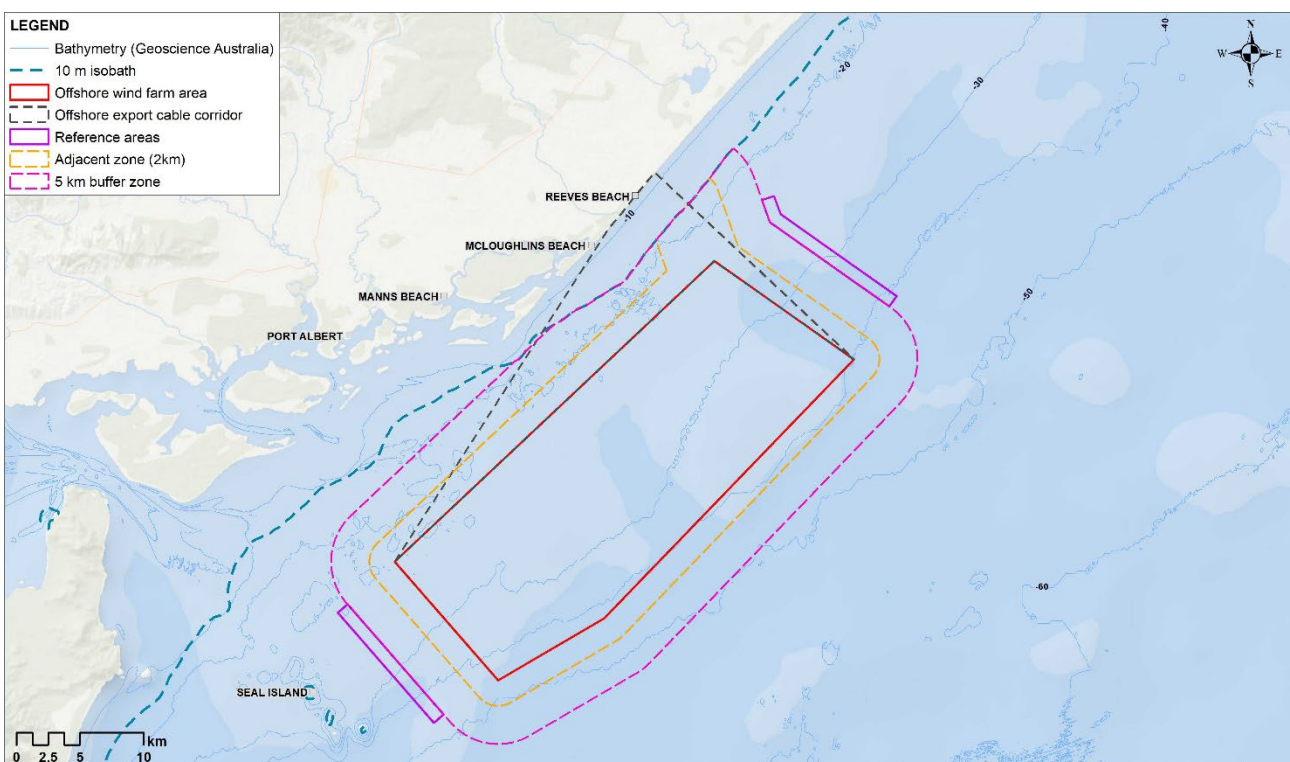 LEGEND
Bathymetry (Geoscience Australia)
10 m isobath
Offshore wind farm area
Offshore export cable corridor
Reference areas
Adjacent zone (2km)
5 km buffer zone
-40
N
W E
S
-20
-30
REEVES BEACH
-10
MCLOUGHLINS BEACH
MANNS BEACH
-50
PORT ALBERT
-60
SEAL ISLAND
km
0 2.5 5 10